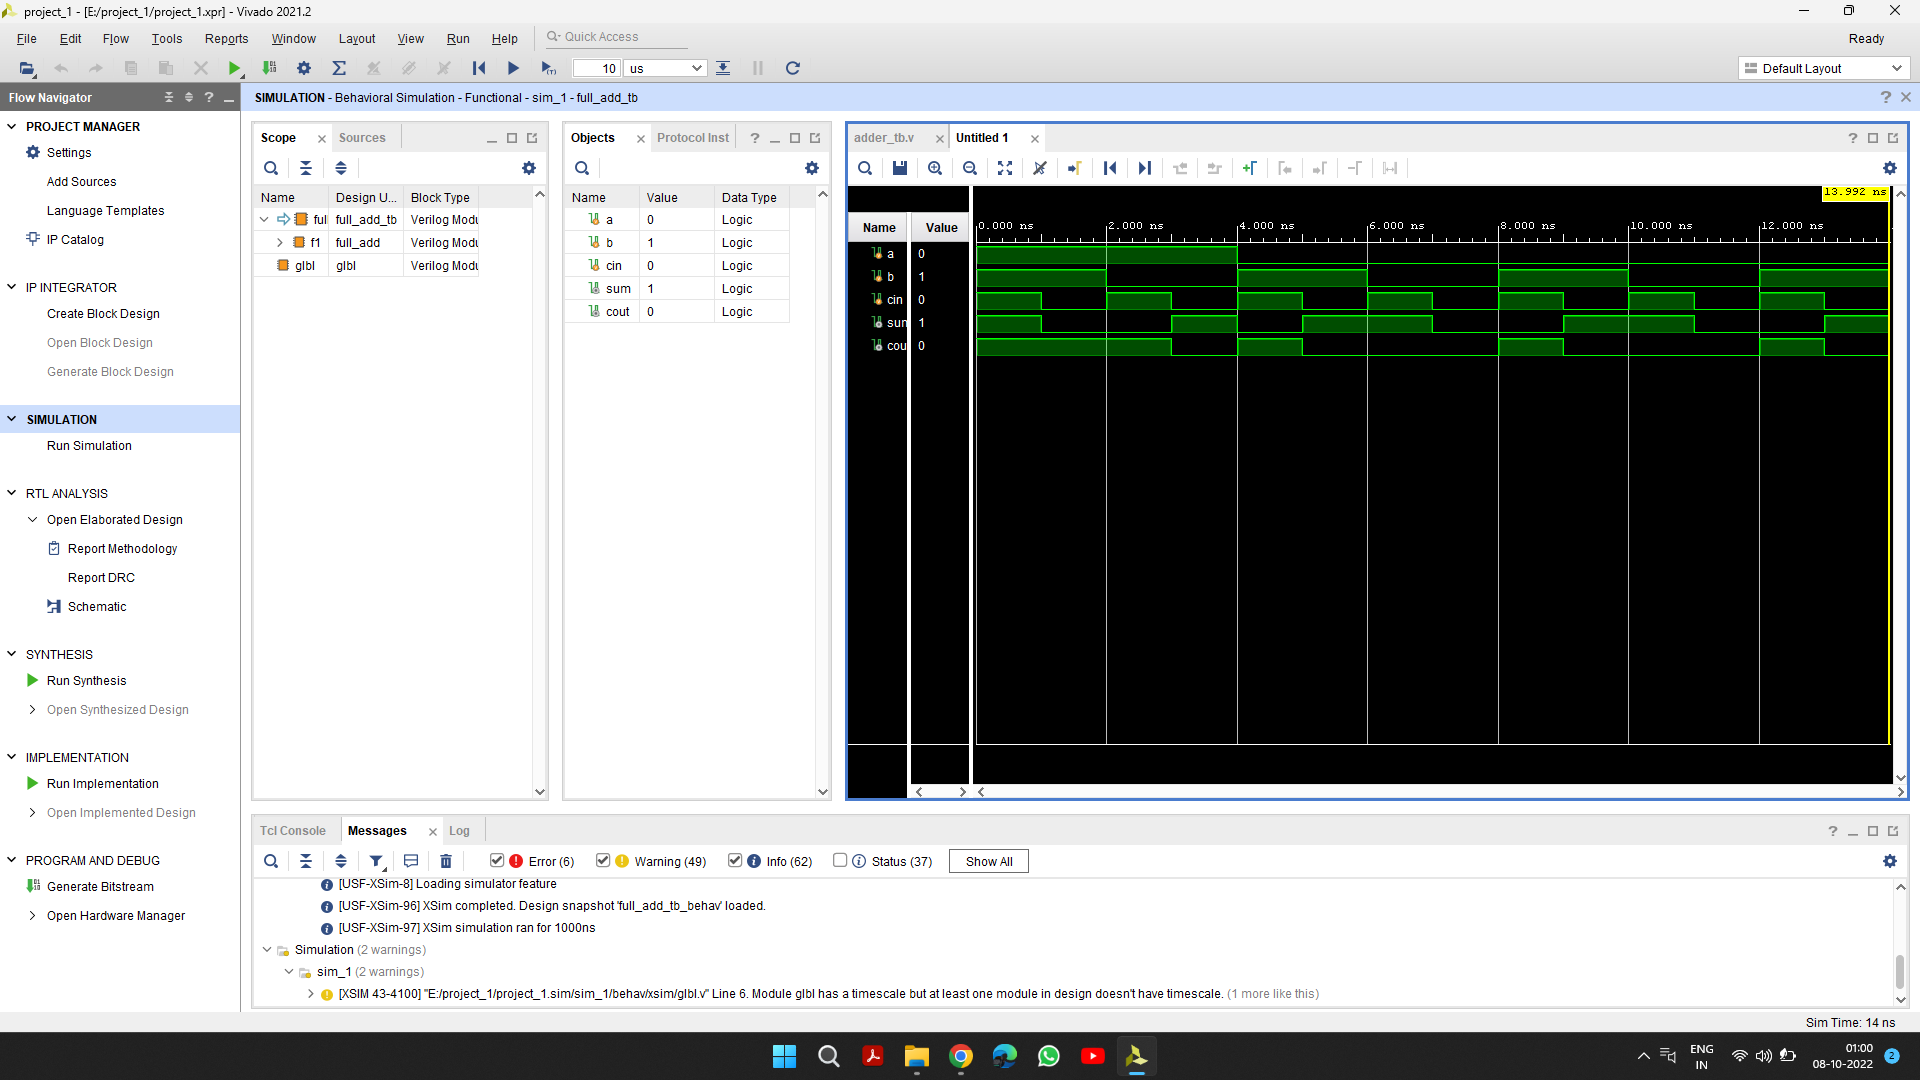 project_1 - [E:/project_1/project_1.xpr] - Vivado 2021.2
File Edit Flow Tools Reports Window Layout View Run Help Quick Access
Ready
10 us
Default Layout
Flow Navigator
SIMULATION - Behavioral Simulation - Functional - sim_1 - full_add_tb
PROJECT MANAGER
Settings
Add Sources
Language Templates
IP Catalog
IP INTEGRATOR
Create Block Design
Open Block Design
Generate Block Design
SIMULATION
Run Simulation
RTL ANALYSIS
Open Elaborated Design
Report Methodology
Report DRC
Schematic
SYNTHESIS
Run Synthesis
Open Synthesized Design
IMPLEMENTATION
Run Implementation
Open Implemented Design
PROGRAM AND DEBUG
Generate Bitstream
Open Hardware Manager
Scope Sources
Name Design U... Block Type
ful full_add_tb Verilog Modu
f1 full_add Verilog Modu
glbl glbl Verilog Modu
Objects Protocol Inst
Name Value Data Type
a 0 Logic
b 1 Logic
cin 0 Logic
sum 1 Logic
cout 0 Logic
adder_tb.v Untitled 1
13.992 ns
Name Value
0.000 ns 2.000 ns 4.000 ns 6.000 ns 8.000 ns 10.000 ns 12.000 ns
a 0
b 1
cin 0
sun 1
cou 0
Tcl Console Messages Log
Error (6) Warning (49) Info (62) Status (37) Show All
[USF-XSim-8] Loading simulator feature
[USF-XSim-96] XSim completed. Design snapshot 'full_add_tb_behav' loaded.
[USF-XSim-97] XSim simulation ran for 1000ns
Simulation (2 warnings)
sim_1 (2 warnings)
[XSIM 43-4100] "E:/project_1/project_1.sim/sim_1/behav/xsim/glbl.v" Line 6. Module glbl has a timescale but at least one module in design doesn't have timescale. (1 more like this)
Sim Time: 14 ns
ENG
IN
01:00
08-10-2022
2